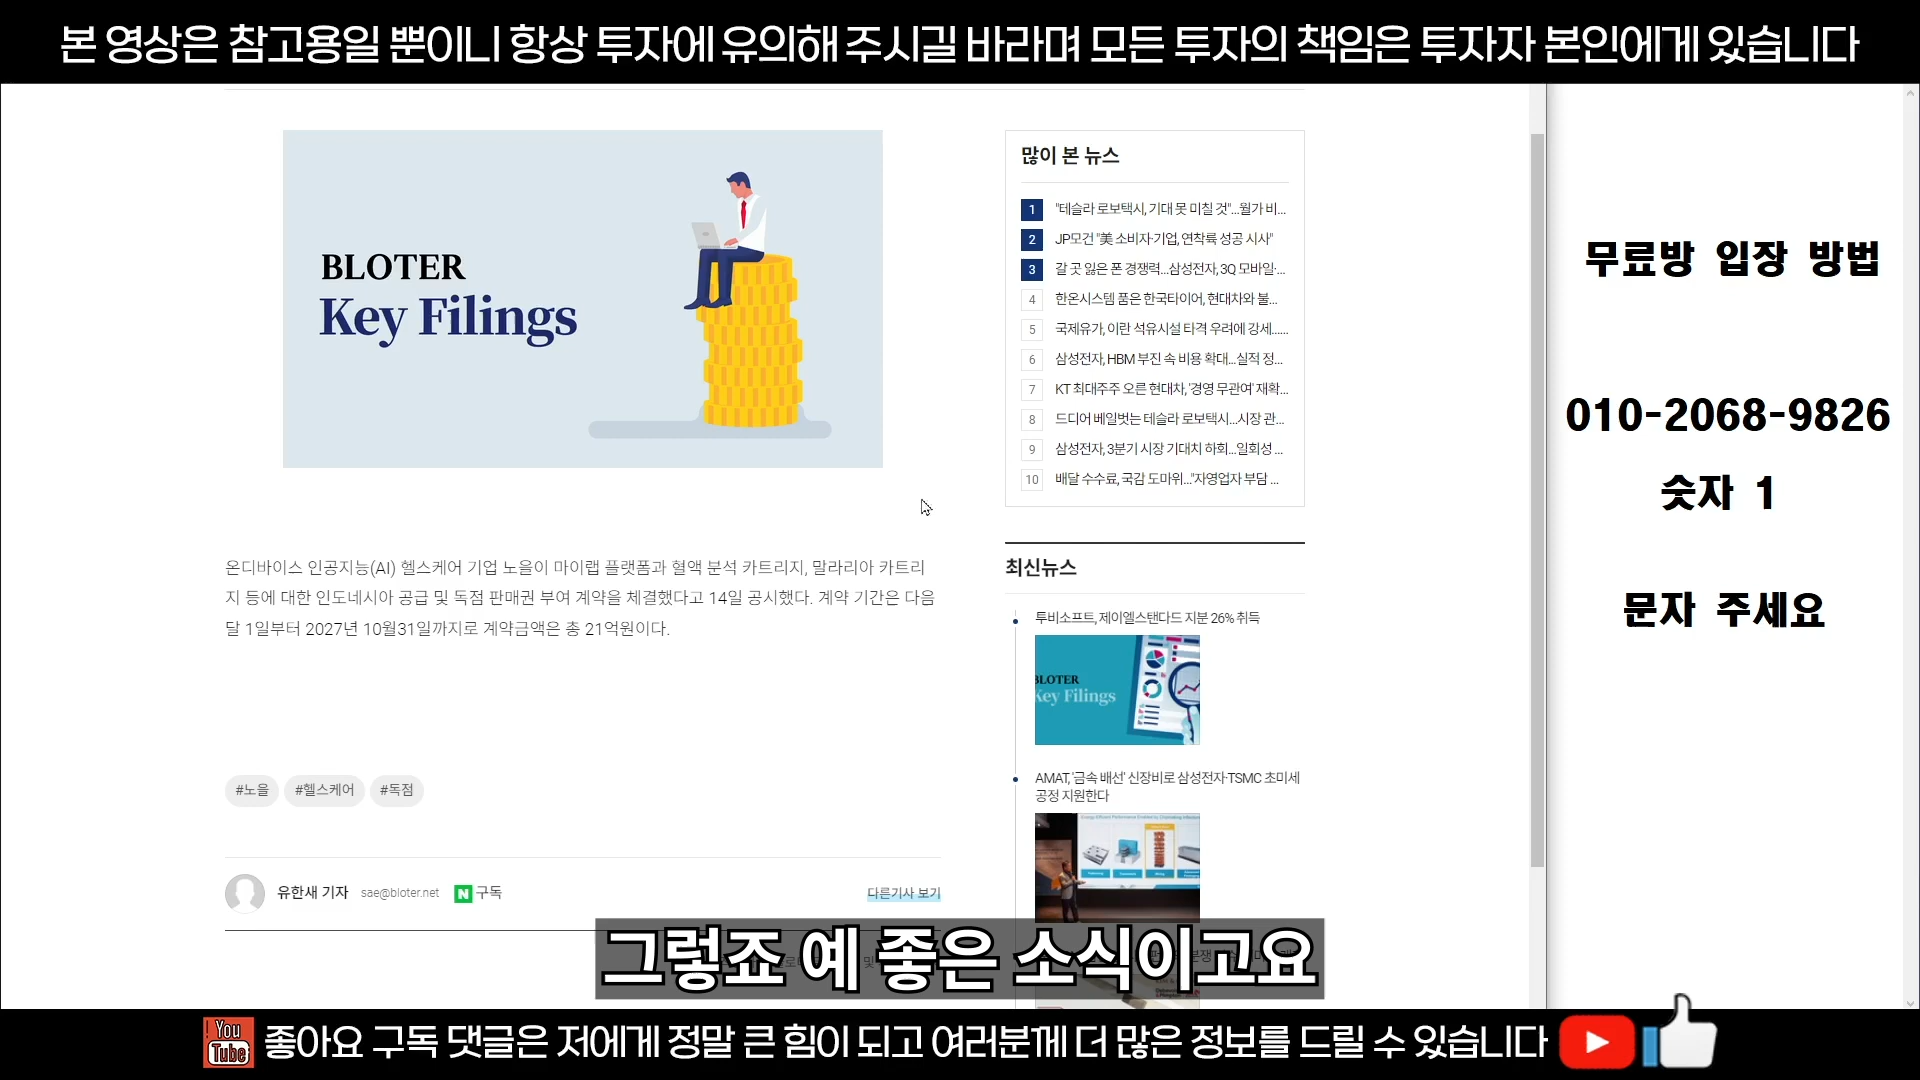 본 영상은 참고용일 뿐이니 항상 투자에 유의해 주시길 바라며 모든 투자의 책임은 투자자 본인에게 있습니다
BLOTER
Key Filings
온디바이스 인공지능(AI) 헬스케어 기업 노을이 마이랩 플랫폼과 혈액 분석 카트리지, 말라리아 카트리
지 등에 대한 인도네시아 공급 및 독점 판매권 부여 계약을 체결했다고 14일 공시했다. 계약 기간은 다음
달 1일부터 2027년 10월31일까지로 계약금액은 총 21억원이다.
#노을 #헬스케어 #독점
유한새 기자 sae@bloter.net N 구독 다른기사 보기
많이 본 뉴스
1 "테슬라 로보택시, 기대 못 미칠 것"...월가 비...
2 JP모건 "美 소비자·기업, 연착륙 성공 시사"
3 갈 곳 잃은 폰 경쟁력...삼성전자, 3Q 모바일·...
4 한온시스템 품은 한국타이어, 현대차와 불...
5 국제유가, 이란 석유시설 타격 우려에 강세......
6 삼성전자, HBM 부진 속 비용 확대...실적 정...
7 KT 최대주주 오른 현대차, '경영 무관여' 재확...
8 드디어 베일벗는 테슬라 로보택시...시장 관...
9 삼성전자, 3분기 시장 기대치 하회...일회성 ...
10 배달 수수료, 국감 도마위..."자영업자 부담 ...
최신뉴스
투비소프트, 제이엘스탠다드 지분 26% 취득
BLOTER
Key Filings
AMAT, '금속 배선' 신장비로 삼성전자·TSMC 초미세
공정 지원한다
무료방 입장 방법
010-2068-9826
숫자 1
문자 주세요
그렇죠 예 좋은 소식이고요
You
Tube
좋아요 구독 댓글은 저에게 정말 큰 힘이 되고 여러분께 더 많은 정보를 드릴 수 있습니다